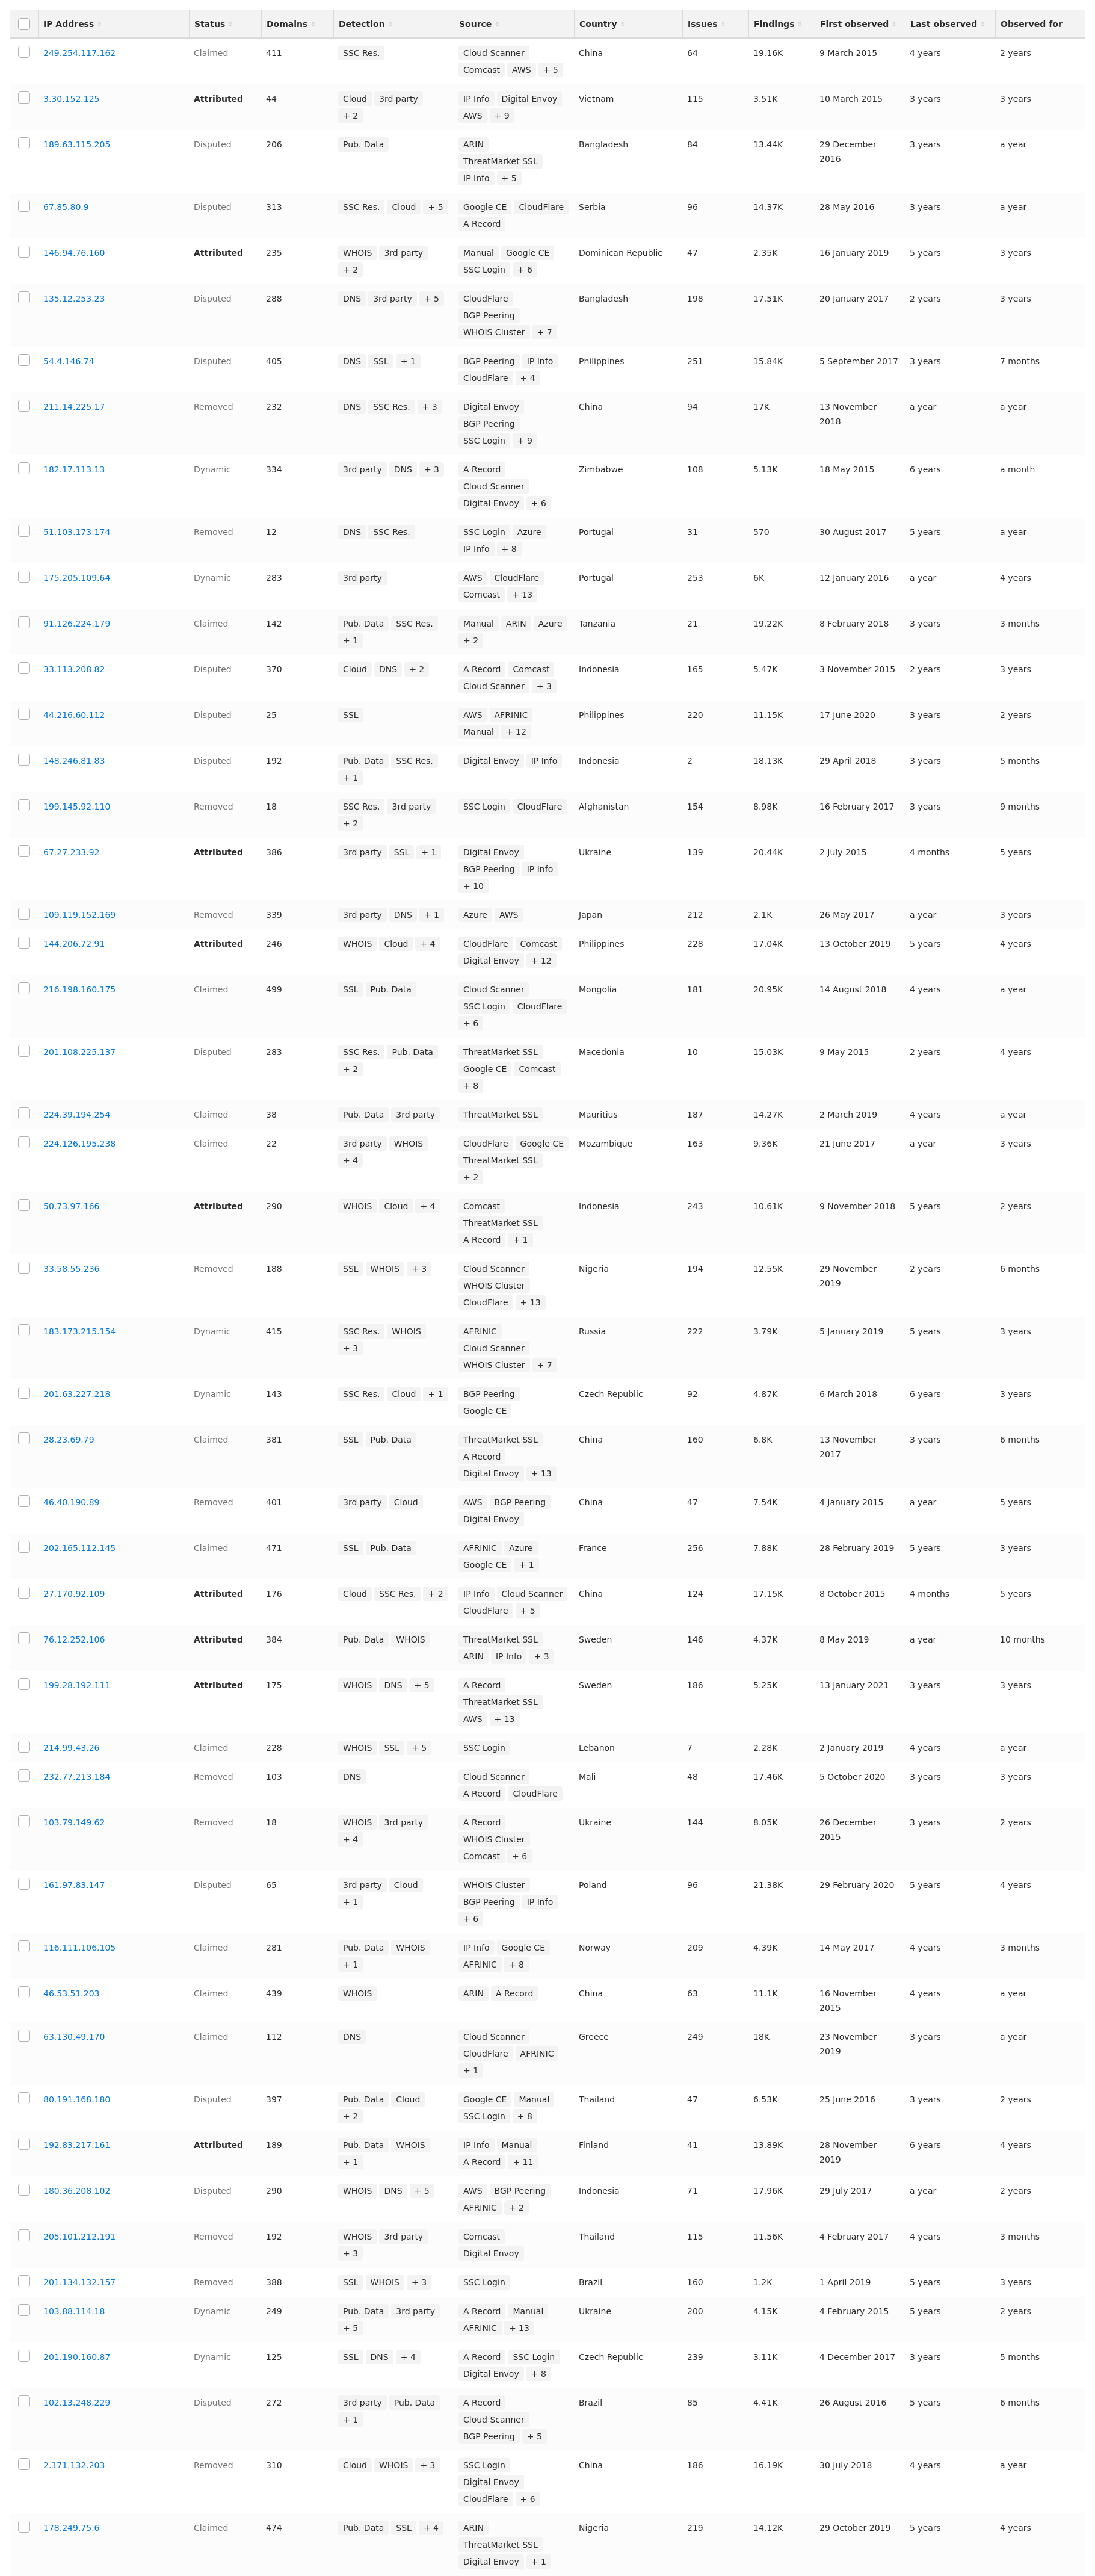 IP Address Status Domains Detection Source Country Issues Findings First observed Last observed Observed for
249.254.117.162 Claimed 411 SSC Res. Cloud Scanner China 64 19.16K 9 March 2015 4 years 2 years
Comcast AWS + 5
3.30.152.125 Attributed 44 Cloud 3rd party IP Info Digital Envoy Vietnam 115 3.51K 10 March 2015 3 years 3 years
+ 2 AWS + 9
189.63.115.205 Disputed 206 Pub. Data ARIN Bangladesh 84 13.44K 29 December 3 years a year
ThreatMarket SSL 2016
IP Info + 5
67.85.80.9 Disputed 313 SSC Res. Cloud + 5 Google CE CloudFlare Serbia 96 14.37K 28 May 2016 3 years a year
A Record
146.94.76.160 Attributed 235 WHOIS 3rd party Manual Google CE Dominican Republic 47 2.35K 16 January 2019 5 years 3 years
+ 2 SSC Login + 6
135.12.253.23 Disputed 288 DNS 3rd party + 5 CloudFlare Bangladesh 198 17.51K 20 January 2017 2 years 3 years
BGP Peering
WHOIS Cluster + 7
54.4.146.74 Disputed 405 DNS SSL + 1 BGP Peering IP Info Philippines 251 15.84K 5 September 2017 3 years 7 months
CloudFlare + 4
211.14.225.17 Removed 232 DNS SSC Res. + 3 Digital Envoy China 94 17K 13 November a year a year
BGP Peering 2018
SSC Login + 9
182.17.113.13 Dynamic 334 3rd party DNS + 3 A Record Zimbabwe 108 5.13K 18 May 2015 6 years a month
Cloud Scanner
Digital Envoy + 6
51.103.173.174 Removed 12 DNS SSC Res. SSC Login Azure Portugal 31 570 30 August 2017 5 years a year
IP Info + 8
175.205.109.64 Dynamic 283 3rd party AWS CloudFlare Portugal 253 6K 12 January 2016 a year 4 years
Comcast + 13
91.126.224.179 Claimed 142 Pub. Data SSC Res. Manual ARIN Azure Tanzania 21 19.22K 8 February 2018 3 years 3 months
+ 1 + 2
33.113.208.82 Disputed 370 Cloud DNS + 2 A Record Comcast Indonesia 165 5.47K 3 November 2015 2 years 3 years
Cloud Scanner + 3
44.216.60.112 Disputed 25 SSL AWS AFRINIC Philippines 220 11.15K 17 June 2020 3 years 2 years
Manual + 12
148.246.81.83 Disputed 192 Pub. Data SSC Res. Digital Envoy IP Info Indonesia 2 18.13K 29 April 2018 3 years 5 months
+ 1
199.145.92.110 Removed 18 SSC Res. 3rd party SSC Login CloudFlare Afghanistan 154 8.98K 16 February 2017 3 years 9 months
+ 2
67.27.233.92 Attributed 386 3rd party SSL + 1 Digital Envoy Ukraine 139 20.44K 2 July 2015 4 months 5 years
BGP Peering IP Info
+ 10
109.119.152.169 Removed 339 3rd party DNS + 1 Azure AWS Japan 212 2.1K 26 May 2017 a year 3 years
144.206.72.91 Attributed 246 WHOIS Cloud + 4 CloudFlare Comcast Philippines 228 17.04K 13 October 2019 5 years 4 years
Digital Envoy + 12
216.198.160.175 Claimed 499 SSL Pub. Data Cloud Scanner Mongolia 181 20.95K 14 August 2018 4 years a year
SSC Login CloudFlare
+ 6
201.108.225.137 Disputed 283 SSC Res. Pub. Data ThreatMarket SSL Macedonia 10 15.03K 9 May 2015 2 years 4 years
+ 2 Google CE Comcast
+ 8
224.39.194.254 Claimed 38 Pub. Data 3rd party ThreatMarket SSL Mauritius 187 14.27K 2 March 2019 4 years a year
224.126.195.238 Claimed 22 3rd party WHOIS CloudFlare Google CE Mozambique 163 9.36K 21 June 2017 a year 3 years
+ 4 ThreatMarket SSL
+ 2
50.73.97.166 Attributed 290 WHOIS Cloud + 4 Comcast Indonesia 243 10.61K 9 November 2018 5 years 2 years
ThreatMarket SSL
A Record + 1
33.58.55.236 Removed 188 SSL WHOIS + 3 Cloud Scanner Nigeria 194 12.55K 29 November 2 years 6 months
WHOIS Cluster 2019
CloudFlare + 13
183.173.215.154 Dynamic 415 SSC Res. WHOIS AFRINIC Russia 222 3.79K 5 January 2019 5 years 3 years
+ 3 Cloud Scanner
WHOIS Cluster + 7
201.63.227.218 Dynamic 143 SSC Res. Cloud + 1 BGP Peering Czech Republic 92 4.87K 6 March 2018 6 years 3 years
Google CE
28.23.69.79 Claimed 381 SSL Pub. Data ThreatMarket SSL China 160 6.8K 13 November 3 years 6 months
A Record 2017
Digital Envoy + 13
46.40.190.89 Removed 401 3rd party Cloud AWS BGP Peering China 47 7.54K 4 January 2015 a year 5 years
Digital Envoy
202.165.112.145 Claimed 471 SSL Pub. Data AFRINIC Azure France 256 7.88K 28 February 2019 5 years 3 years
Google CE + 1
27.170.92.109 Attributed 176 Cloud SSC Res. + 2 IP Info Cloud Scanner China 124 17.15K 8 October 2015 4 months 5 years
CloudFlare + 5
76.12.252.106 Attributed 384 Pub. Data WHOIS ThreatMarket SSL Sweden 146 4.37K 8 May 2019 a year 10 months
ARIN IP Info + 3
199.28.192.111 Attributed 175 WHOIS DNS + 5 A Record Sweden 186 5.25K 13 January 2021 3 years 3 years
ThreatMarket SSL
AWS + 13
214.99.43.26 Claimed 228 WHOIS SSL + 5 SSC Login Lebanon 7 2.28K 2 January 2019 4 years a year
232.77.213.184 Removed 103 DNS Cloud Scanner Mali 48 17.46K 5 October 2020 3 years 3 years
A Record CloudFlare
103.79.149.62 Removed 18 WHOIS 3rd party A Record Ukraine 144 8.05K 26 December 3 years 2 years
+ 4 WHOIS Cluster 2015
Comcast + 6
161.97.83.147 Disputed 65 3rd party Cloud WHOIS Cluster Poland 96 21.38K 29 February 2020 5 years 4 years
+ 1 BGP Peering IP Info
+ 6
116.111.106.105 Claimed 281 Pub. Data WHOIS IP Info Google CE Norway 209 4.39K 14 May 2017 4 years 3 months
+ 1 AFRINIC + 8
46.53.51.203 Claimed 439 WHOIS ARIN A Record China 63 11.1K 16 November 4 years a year
2015
63.130.49.170 Claimed 112 DNS Cloud Scanner Greece 249 18K 23 November 3 years a year
CloudFlare AFRINIC 2019
+ 1
80.191.168.180 Disputed 397 Pub. Data Cloud Google CE Manual Thailand 47 6.53K 25 June 2016 3 years 2 years
+ 2 SSC Login + 8
192.83.217.161 Attributed 189 Pub. Data WHOIS IP Info Manual Finland 41 13.89K 28 November 6 years 4 years
+ 1 A Record + 11 2019
180.36.208.102 Disputed 290 WHOIS DNS + 5 AWS BGP Peering Indonesia 71 17.96K 29 July 2017 a year 2 years
AFRINIC + 2
205.101.212.191 Removed 192 WHOIS 3rd party Comcast Thailand 115 11.56K 4 February 2017 4 years 3 months
+ 3 Digital Envoy
201.134.132.157 Removed 388 SSL WHOIS + 3 SSC Login Brazil 160 1.2K 1 April 2019 5 years 3 years
103.88.114.18 Dynamic 249 Pub. Data 3rd party A Record Manual Ukraine 200 4.15K 4 February 2015 5 years 2 years
+ 5 AFRINIC + 13
201.190.160.87 Dynamic 125 SSL DNS + 4 A Record SSC Login Czech Republic 239 3.11K 4 December 2017 3 years 5 months
Digital Envoy + 8
102.13.248.229 Disputed 272 3rd party Pub. Data A Record Brazil 85 4.41K 26 August 2016 5 years 6 months
+ 1 Cloud Scanner
BGP Peering + 5
2.171.132.203 Removed 310 Cloud WHOIS + 3 SSC Login China 186 16.19K 30 July 2018 4 years a year
Digital Envoy
CloudFlare + 6
178.249.75.6 Claimed 474 Pub. Data SSL + 4 ARIN Nigeria 219 14.12K 29 October 2019 5 years 4 years
ThreatMarket SSL
Digital Envoy + 1